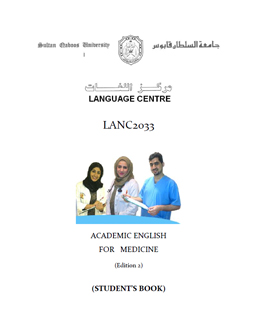 Sultan Qaboos University
جامعة السلطان قابوس
مركز اللغات
LANGUAGE CENTRE
LANC2033
ACADEMIC ENGLISH
FOR MEDICINE
(Edition 2)
(STUDENT'S BOOK)